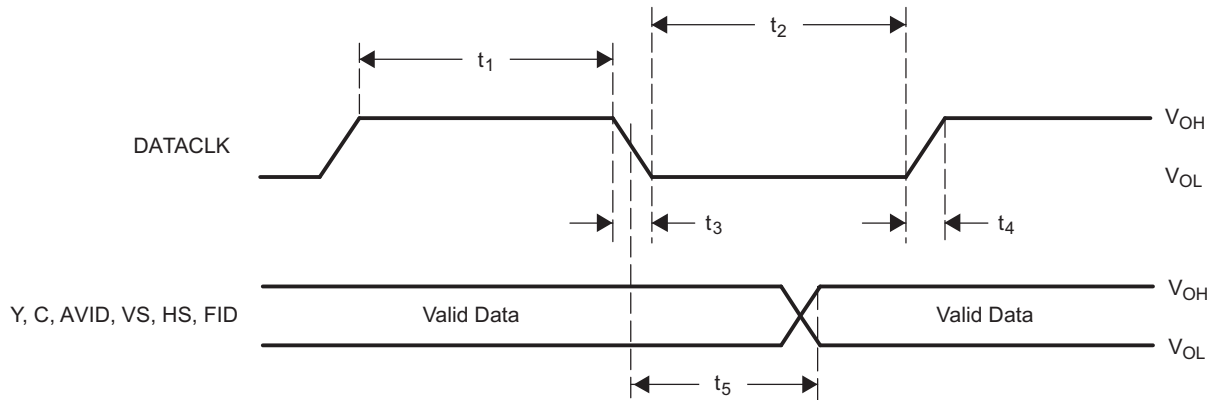 t2
t1
DATACLK
VOH
VOL
t3
t4
Y, C, AVID, VS, HS, FID
Valid Data
Valid Data
VOH
VOL
t5